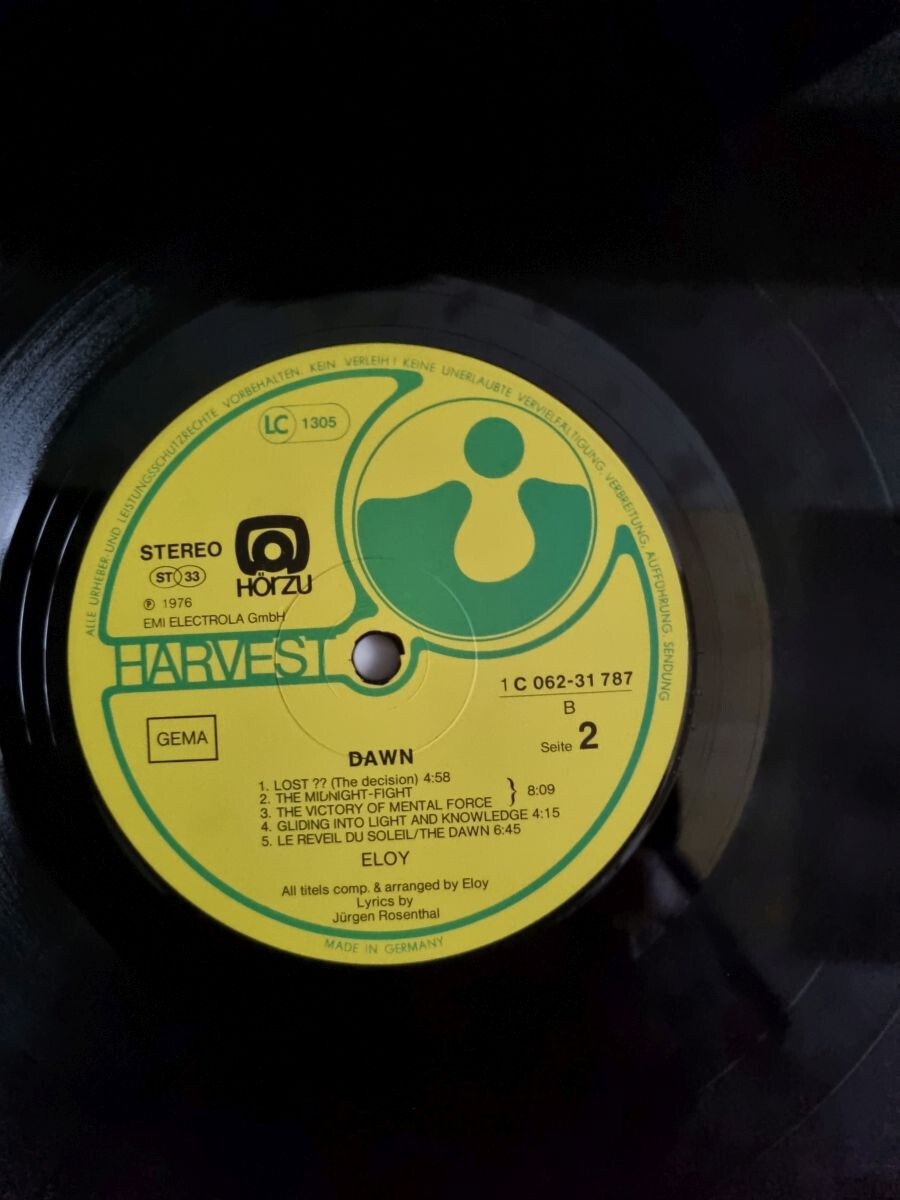 ALLE URHEBER-UND LEISTUNGSSCHUTZRECHTE VORBEHALTEN. KEIN VERLEIH! KEINE UNERLAUBTE VERVIELFÄLTIGUNG, VERBREITUNG, AUFFÜHRUNG, SENDUNG
LC 1305
STEREO
HÖRZU
ST 33
℗ 1976
EMI ELECTROLA GmbH
HARVEST
1C 062-31 787
B
Seite 2
GEMA
DAWN
1. LOST ?? (The decision) 4:58
2. THE MIDNIGHT-FIGHT
3. THE VICTORY OF MENTAL FORCE } 8:09
4. GLIDING INTO LIGHT AND KNOWLEDGE 4:15
5. LE REVEIL DU SOLEIL/THE DAWN 6:45
ELOY
All titels comp. & arranged by Eloy
Lyrics by
Jürgen Rosenthal
MADE IN GERMANY